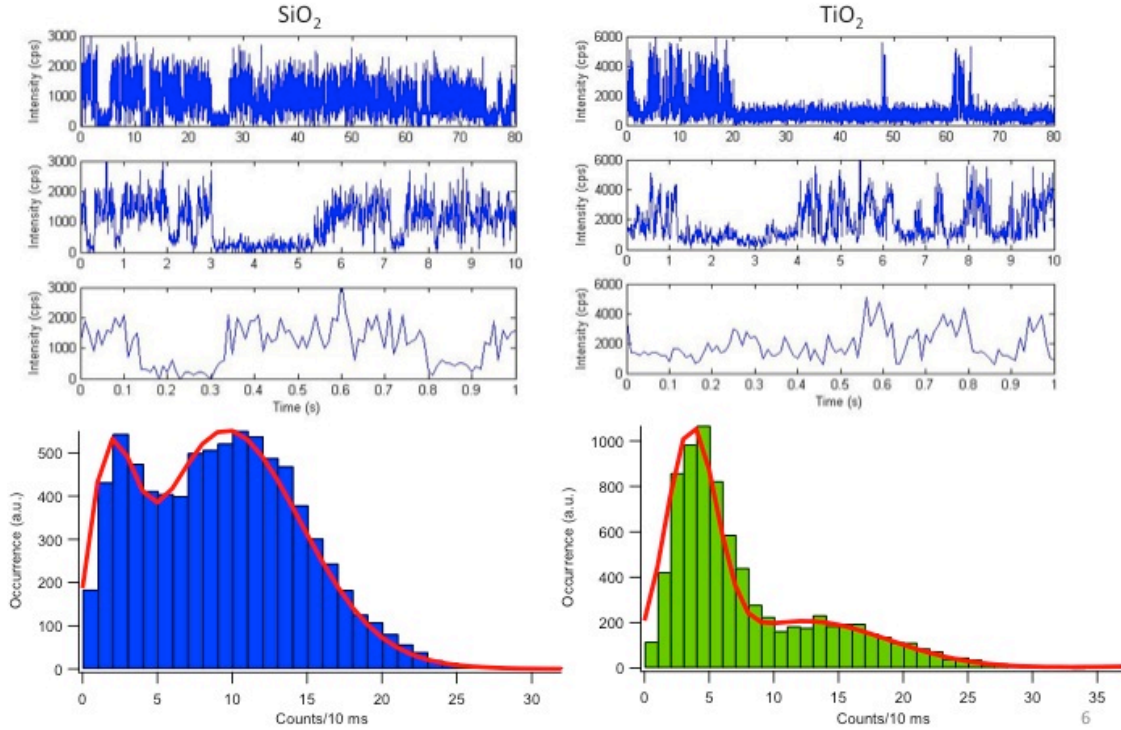 SiO2
TiO2
Intensity (cps)
3000
2000
1000
0
0 10 20 30 40 50 60 70 80
Intensity (cps)
6000
4000
2000
0
0 10 20 30 40 50 60 70 80
Intensity (cps)
3000
2000
1000
0
0 1 2 3 4 5 6 7 8 9 10
Intensity (cps)
6000
4000
2000
0
0 1 2 3 4 5 6 7 8 9 10
Intensity (cps)
3000
2000
1000
0
0 0.1 0.2 0.3 0.4 0.5 0.6 0.7 0.8 0.9 1
Time (s)
Intensity (cps)
6000
4000
2000
0
0 0.1 0.2 0.3 0.4 0.5 0.6 0.7 0.8 0.9 1
Time (s)
Occurrence (a.u.)
500
400
300
200
100
0
0 5 10 15 20 25 30
Counts/10 ms
Occurrence (a.u.)
1000
800
600
400
200
0
0 5 10 15 20 25 30 35
Counts/10 ms
6